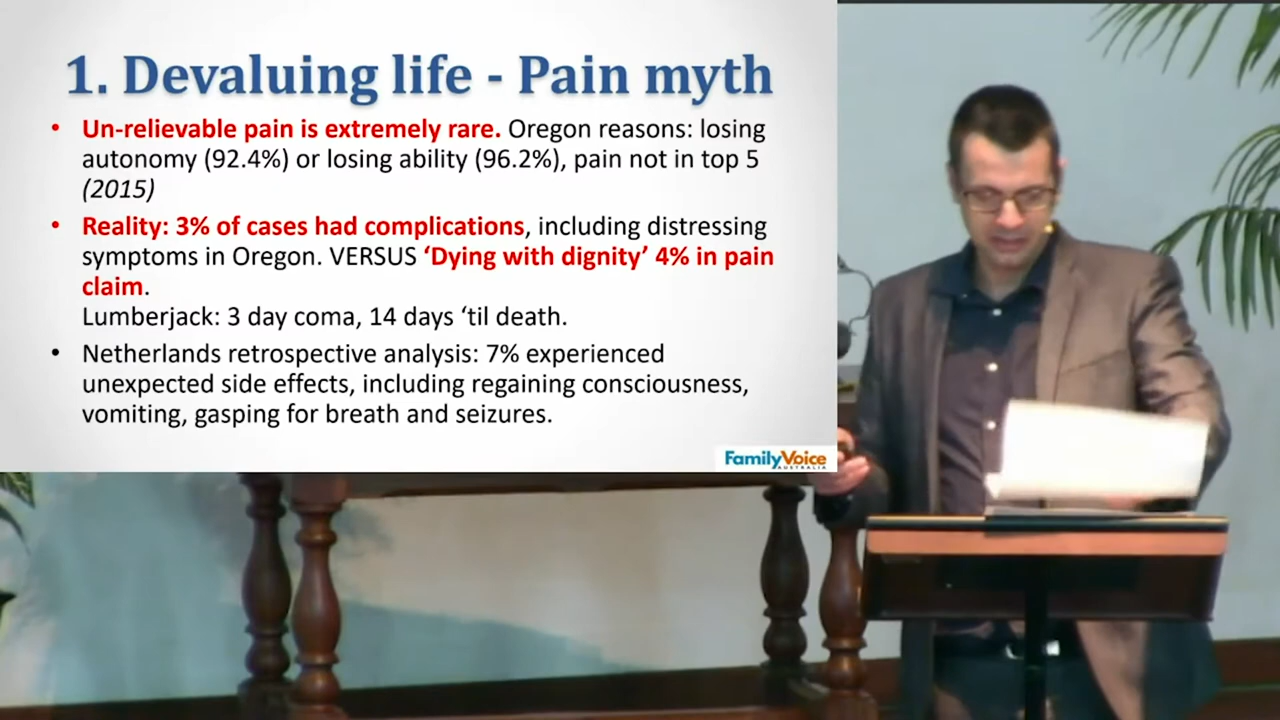 1. Devaluing life - Pain myth
• Un-relievable pain is extremely rare. Oregon reasons: losing
autonomy (92.4%) or losing ability (96.2%), pain not in top 5
(2015)
• Reality: 3% of cases had complications, including distressing
symptoms in Oregon. VERSUS ‘Dying with dignity’ 4% in pain
claim.
Lumberjack: 3 day coma, 14 days ‘til death.
• Netherlands retrospective analysis: 7% experienced
unexpected side effects, including regaining consciousness,
vomiting, gasping for breath and seizures.
FamilyVoice
AUSTRALIA